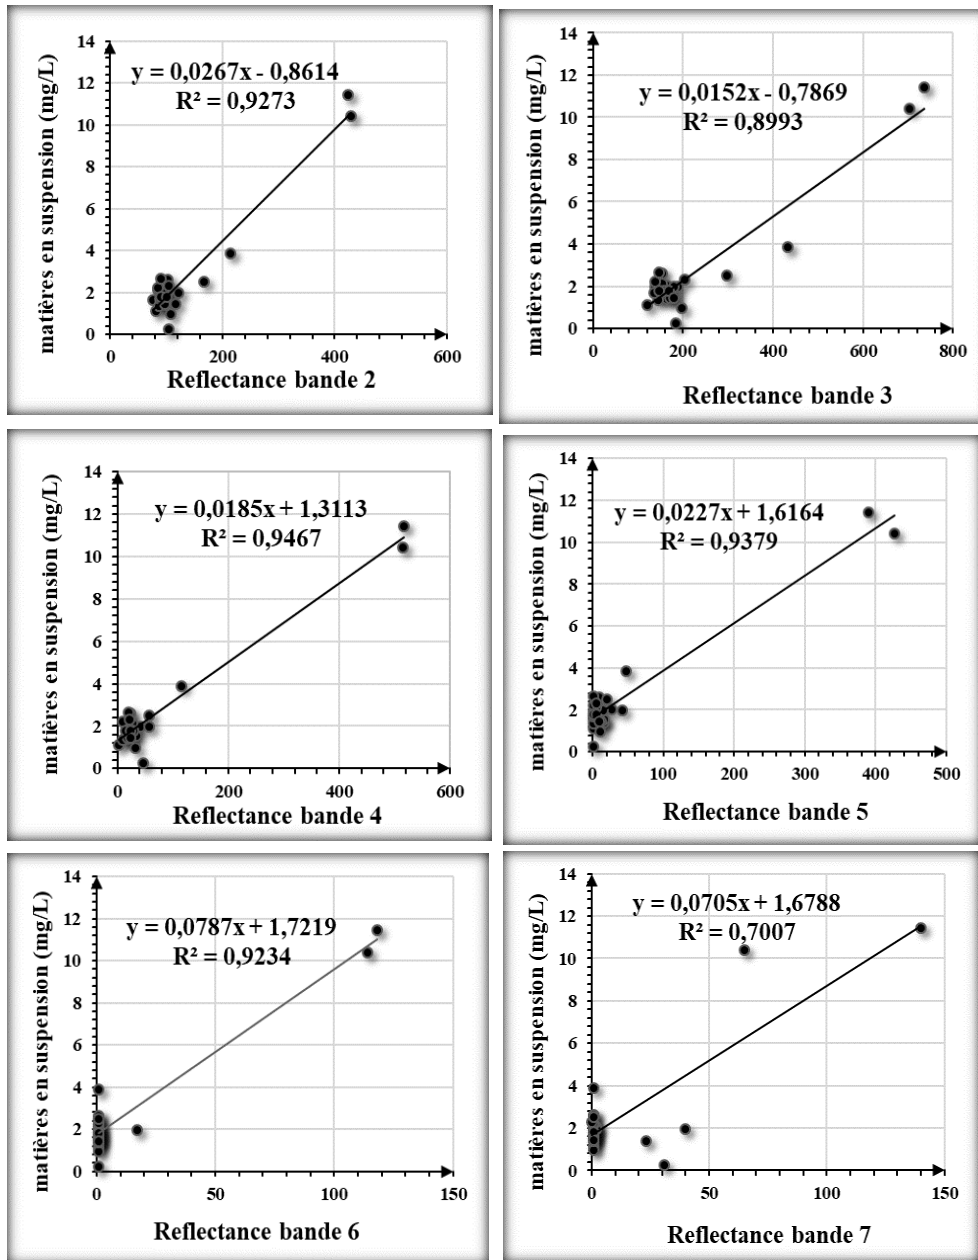 14
12
10
8
6
4
2
0
matières en suspension (mg/L)
y = 0,0267x - 0,8614
R² = 0,9273
0 200 400 600
Reflectance bande 2
14
12
10
8
6
4
2
0
matières en suspension (mg/L)
y = 0,0152x - 0,7869
R² = 0,8993
0 200 400 600 800
Reflectance bande 3
14
12
10
8
6
4
2
0
matières en suspension (mg/L)
y = 0,0185x + 1,3113
R² = 0,9467
0 200 400 600
Reflectance bande 4
14
12
10
8
6
4
2
0
matières en suspension (mg/L)
y = 0,0227x + 1,6164
R² = 0,9379
0 100 200 300 400 500
Reflectance bande 5
14
12
10
8
6
4
2
0
matières en suspension (mg/L)
y = 0,0787x + 1,7219
R² = 0,9234
0 50 100 150
Reflectance bande 6
14
12
10
8
6
4
2
0
matières en suspension (mg/L)
y = 0,0705x + 1,6788
R² = 0,7007
0 50 100 150
Reflectance bande 7